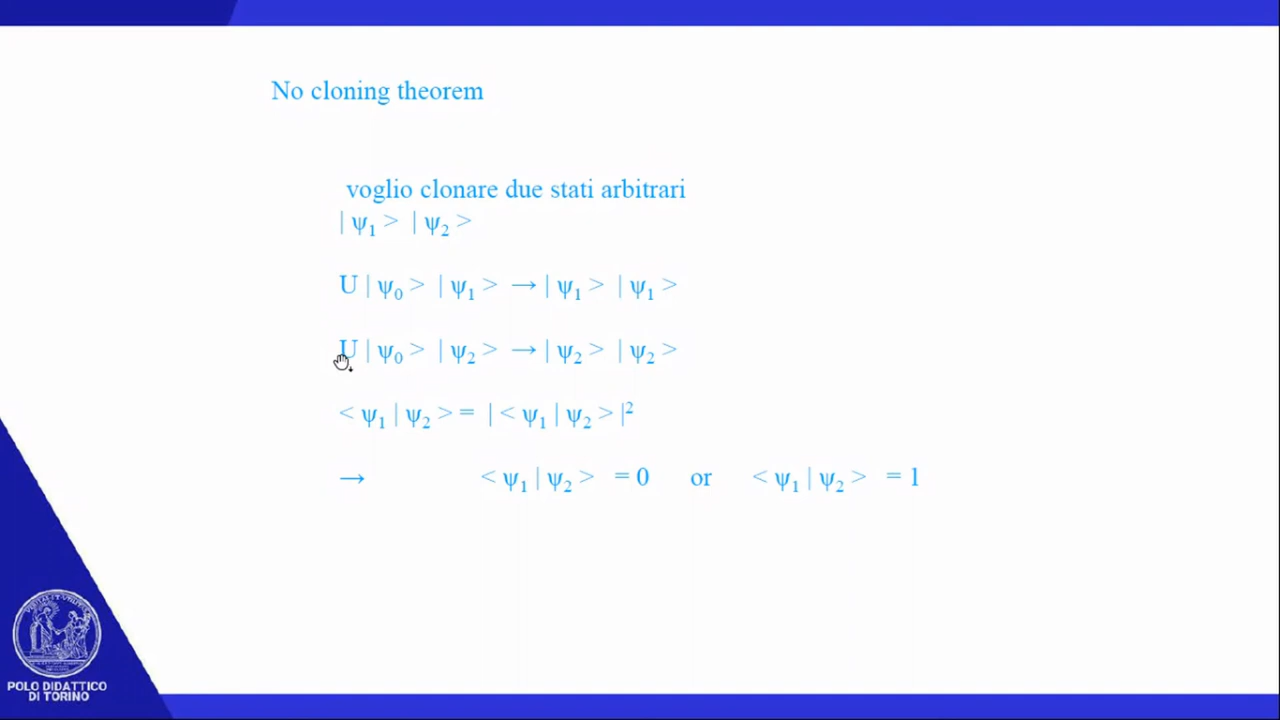 No cloning theorem
voglio clonare due stati arbitrari
| ψ₁ > | ψ₂ >
U | ψ₀ > | ψ₁ > → | ψ₁ > | ψ₁ >
U | ψ₀ > | ψ₂ > → | ψ₂ > | ψ₂ >
< ψ₁ | ψ₂ > = | < ψ₁ | ψ₂ > |²
→ < ψ₁ | ψ₂ > = 0 or < ψ₁ | ψ₂ > = 1
POLO DIDATTICO
DI TORINO